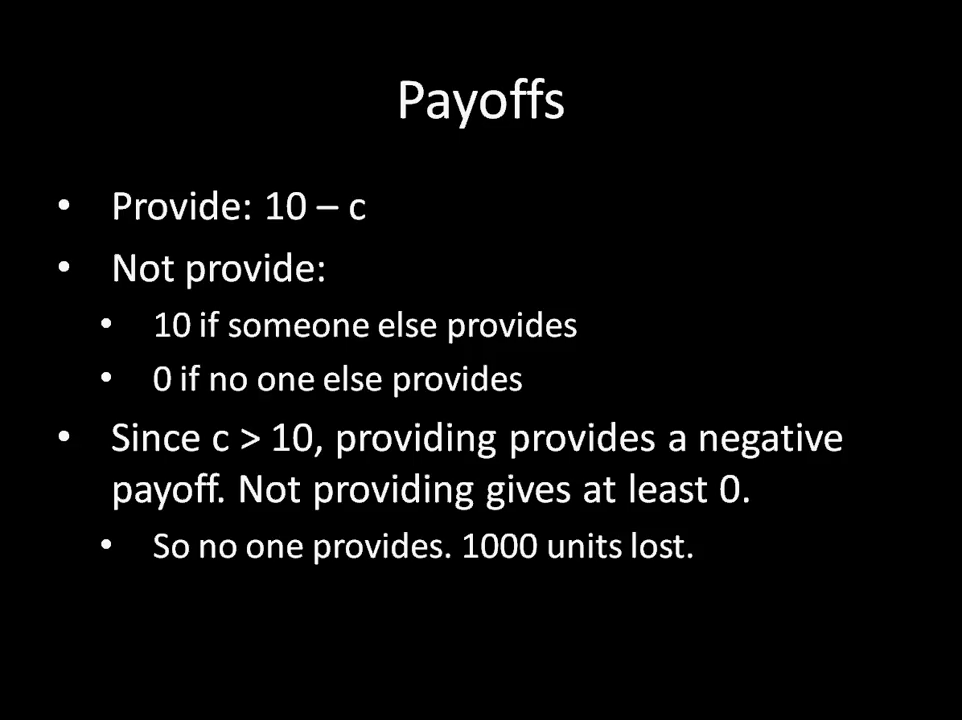 Payoffs
• Provide: 10 – c
• Not provide:
• 10 if someone else provides
• 0 if no one else provides
• Since c > 10, providing provides a negative
payoff. Not providing gives at least 0.
• So no one provides. 1000 units lost.